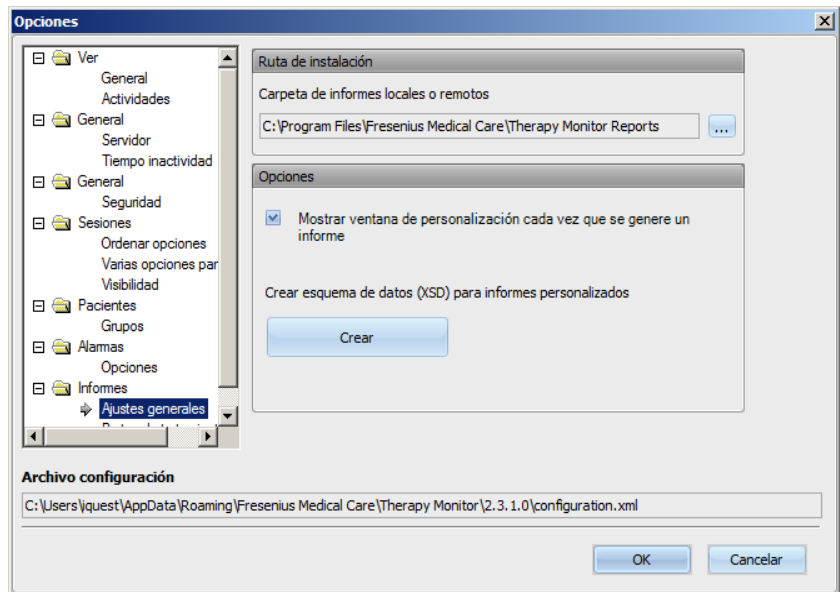 Opciones
Ver
General
Actividades
General
Servidor
Tiempo inactividad
General
Seguridad
Sesiones
Ordenar opciones
Varias opciones par
Visibilidad
Pacientes
Grupos
Alarmas
Opciones
Informes
Ajustes generales
Ruta de instalación
Carpeta de informes locales o remotos
C:\Program Files\Fresenius Medical Care\Therapy Monitor Reports
...
Opciones
Mostrar ventana de personalización cada vez que se genere un
informe
Crear esquema de datos (XSD) para informes personalizados
Crear
Archivo configuración
C:\Users\iquest\AppData\Roaming\Fresenius Medical Care\Therapy Monitor\2.3.1.0\configuration.xml
OK
Cancelar